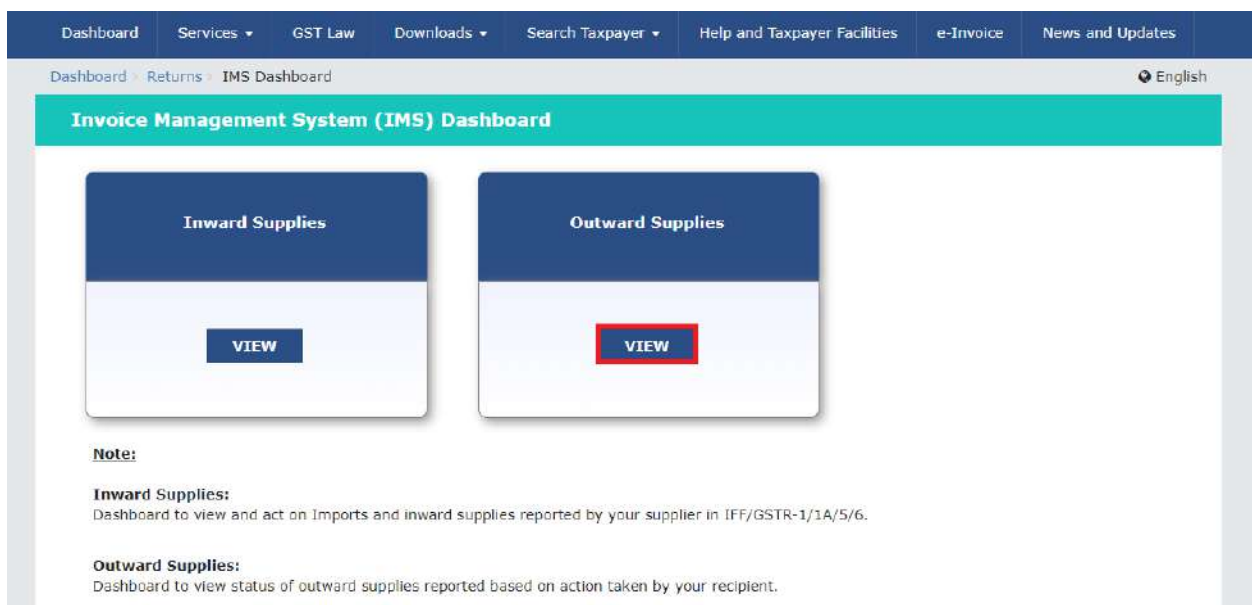 Dashboard Services GST Law Downloads Search Taxpayer Help and Taxpayer Facilities e-Invoice News and Updates
Dashboard Returns IMS Dashboard English
Invoice Management System (IMS) Dashboard
Inward Supplies Outward Supplies
VIEW VIEW
Note:
Inward Supplies:
Dashboard to view and act on Imports and inward supplies reported by your supplier in IFF/GSTR-1/1A/5/6.
Outward Supplies:
Dashboard to view status of outward supplies reported based on action taken by your recipient.